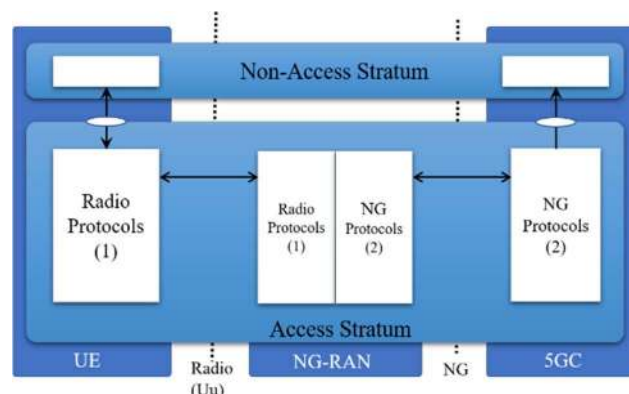 Non-Access Stratum
Radio
Protocols
(1)
Radio
Protocols
(1)
NG
Protocols
(2)
NG
Protocols
(2)
Access Stratum
UE
Radio
(Uu)
NG-RAN
NG
5GC